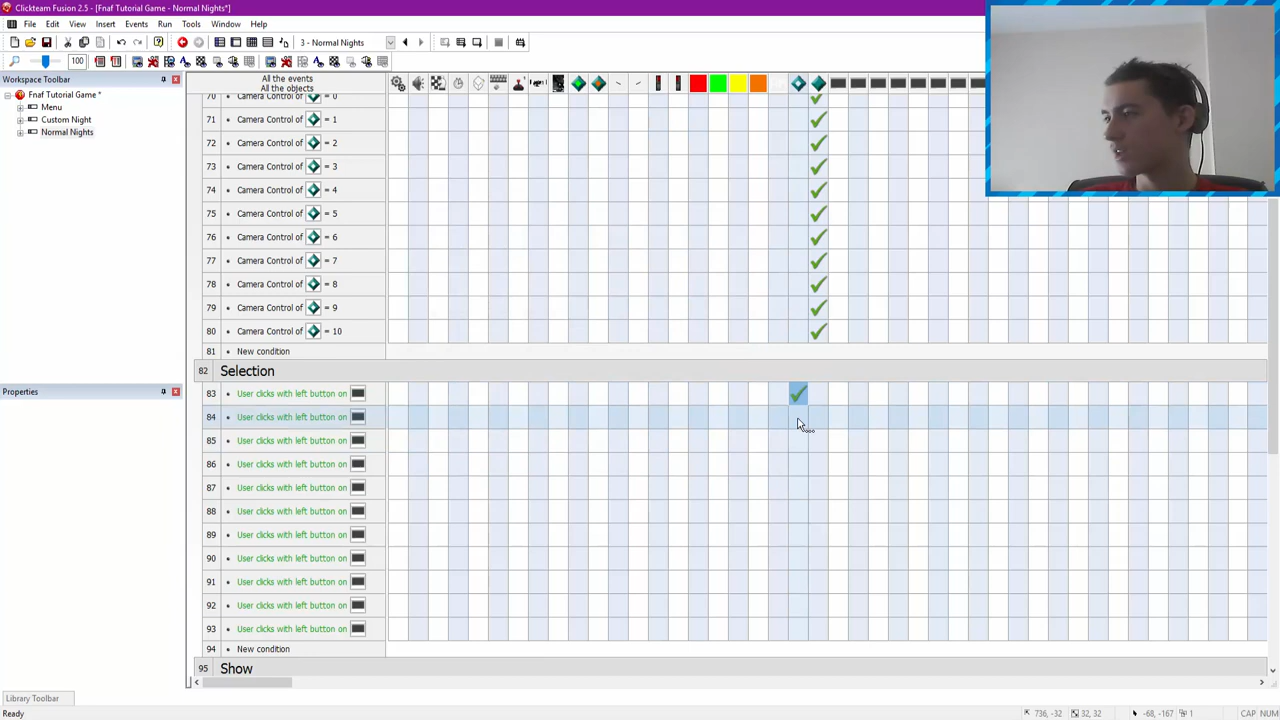 Clickteam Fusion 2.5 - [Fnaf Tutorial Game - Normal Nights*]
File Edit View Insert Events Run Tools Window Help
3 - Normal Nights
100
Workspace Toolbar
Fnaf Tutorial Game *
Menu
Custom Night
Normal Nights
Properties
All the events
All the objects
70 • Camera Control of = 0
71 • Camera Control of = 1
72 • Camera Control of = 2
73 • Camera Control of = 3
74 • Camera Control of = 4
75 • Camera Control of = 5
76 • Camera Control of = 6
77 • Camera Control of = 7
78 • Camera Control of = 8
79 • Camera Control of = 9
80 • Camera Control of = 10
81 • New condition
82 Selection
83 • User clicks with left button on
84 • User clicks with left button on
85 • User clicks with left button on
86 • User clicks with left button on
87 • User clicks with left button on
88 • User clicks with left button on
89 • User clicks with left button on
90 • User clicks with left button on
91 • User clicks with left button on
92 • User clicks with left button on
93 • User clicks with left button on
94 • New condition
95 Show
Library Toolbar
Ready
736, -32 32, 32 -68, -167 1 CAP NUM